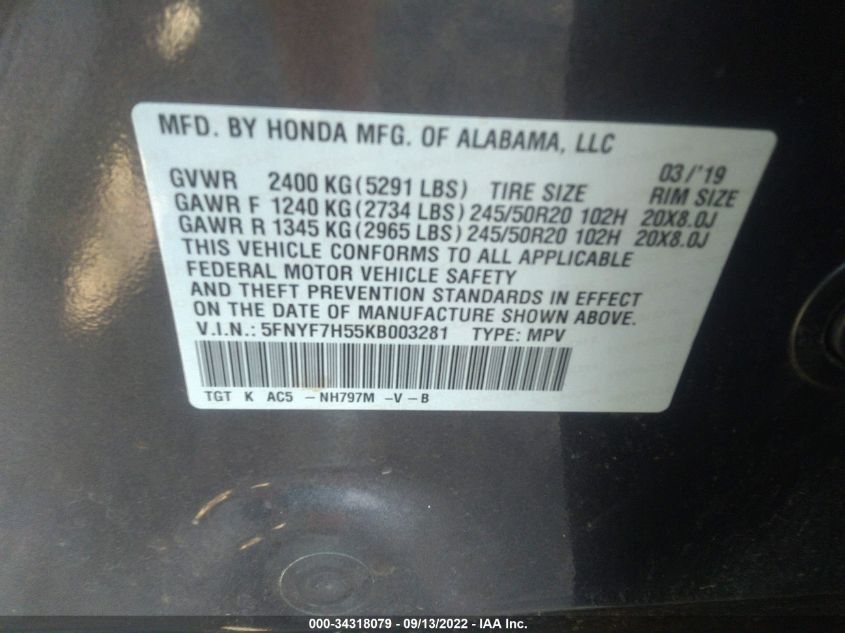 MFD. BY HONDA MFG. OF ALABAMA, LLC
03/'19
GVWR 2400 KG(5291 LBS) TIRE SIZE RIM SIZE
GAWR F 1240 KG(2734 LBS) 245/50R20 102H 20X8.0J
GAWR R 1345 KG(2965 LBS) 245/50R20 102H 20X8.0J
THIS VEHICLE CONFORMS TO ALL APPLICABLE
FEDERAL MOTOR VEHICLE SAFETY
AND THEFT PREVENTION STANDARDS IN EFFECT
ON THE DATE OF MANUFACTURE SHOWN ABOVE.
V.I.N.: 5FNYF7H55KB003281 TYPE: MPV
TGT K AC5 - NH797M -V-B
000-34318079 - 09/13/2022 - IAA Inc.